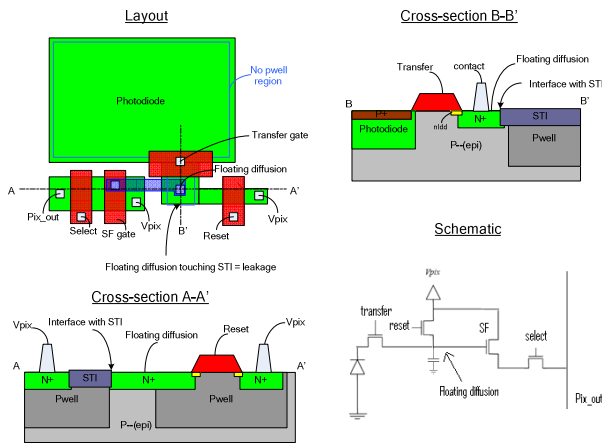 Layout
No pwell
region
Photodiode
Transfer gate
Floating diffusion
A
A'
Pix_out
Select
SF gate
Vpix
B'
Reset
Vpix
Floating diffusion touching STI = leakage
Cross-section B-B'
Floating diffusion
Transfer
contact
Interface with STI
B
B'
P+
nldd
N+
STI
Photodiode
Pwell
P--(epi)
Cross-section A-A'
Vpix
Interface with STI
Floating diffusion
Reset
Vpix
A
A'
N+
STI
N+
N+
Pwell
Pwell
P--(epi)
Schematic
Vpix
transfer
reset
SF
select
Floating diffusion
Pix_out